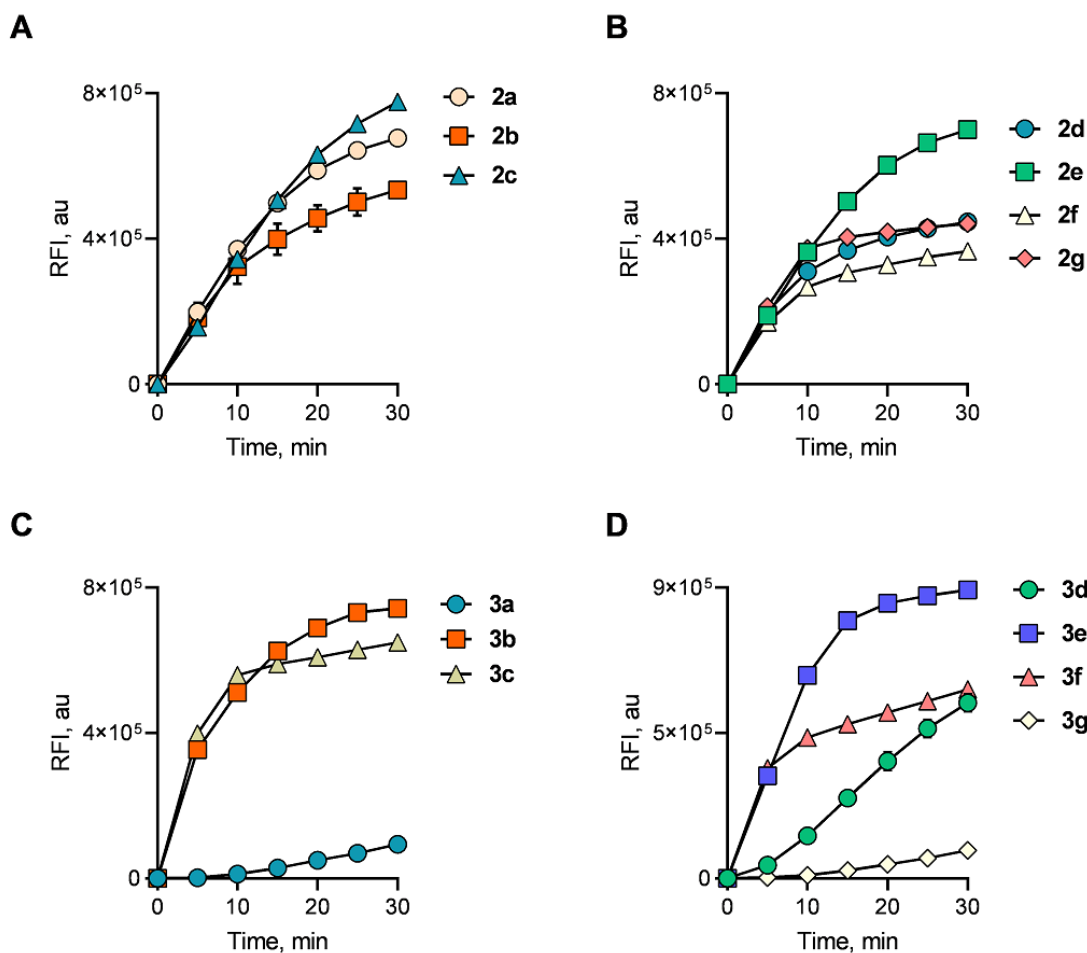 A
8×10⁵
4×10⁵
0
RFI, au
0 10 20 30
Time, min
2a
2b
2c
B
8×10⁵
4×10⁵
0
RFI, au
0 10 20 30
Time, min
2d
2e
2f
2g
C
8×10⁵
4×10⁵
0
RFI, au
0 10 20 30
Time, min
3a
3b
3c
D
9×10⁵
5×10⁵
0
RFI, au
0 10 20 30
Time, min
3d
3e
3f
3g